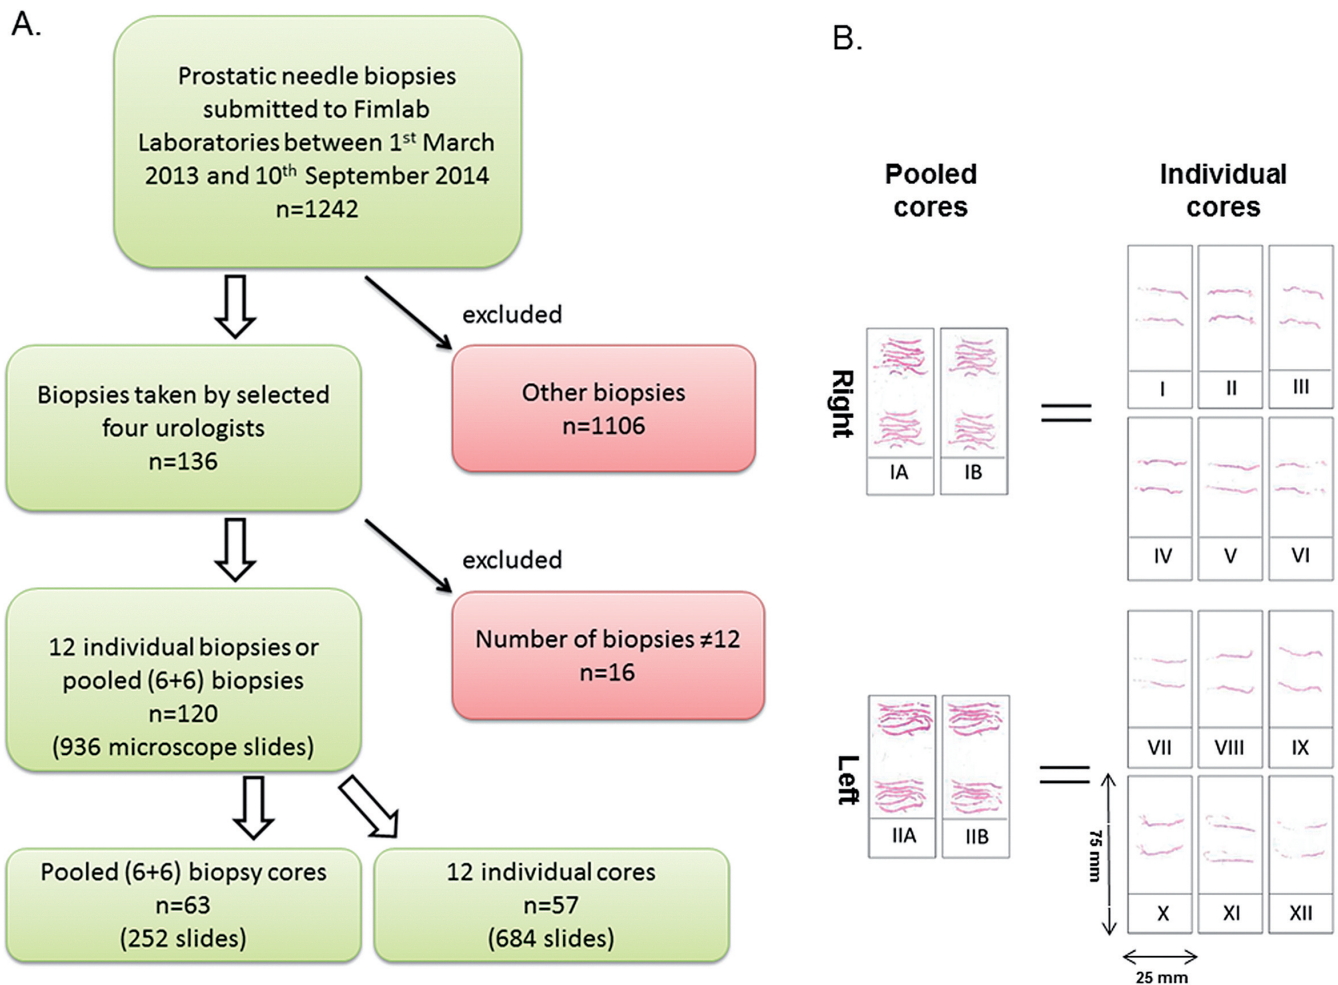 A.
Prostatic needle biopsies
submitted to Fimlab
Laboratories between 1st March
2013 and 10th September 2014
n=1242
excluded
Other biopsies
n=1106
Biopsies taken by selected
four urologists
n=136
excluded
Number of biopsies ≠12
n=16
12 individual biopsies or
pooled (6+6) biopsies
n=120
(936 microscope slides)
Pooled (6+6) biopsy cores
n=63
(252 slides)
12 individual cores
n=57
(684 slides)
B.
Pooled
cores
Individual
cores
Right
IA
IB
=
I
II
III
IV
V
VI
Left
IIA
IIB
=
VII
VIII
IX
X
XI
XII
75 mm
25 mm